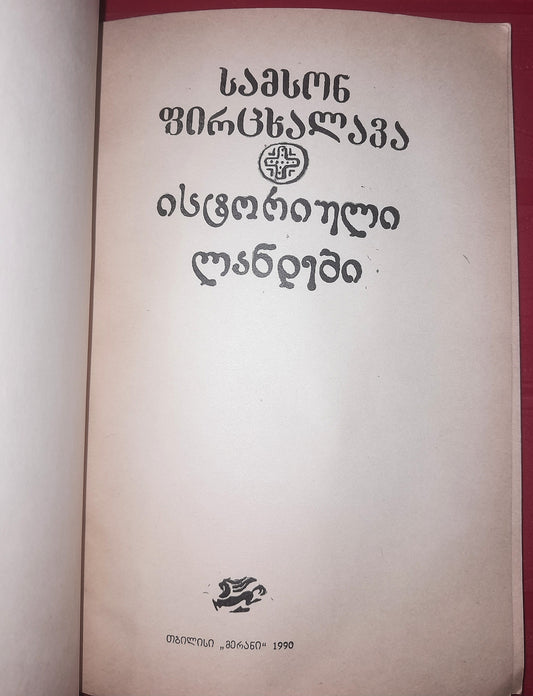 სამსონ
ფირცხალავა
ისტორიული
ლანდები
თბილისი „მერანი“ 1990